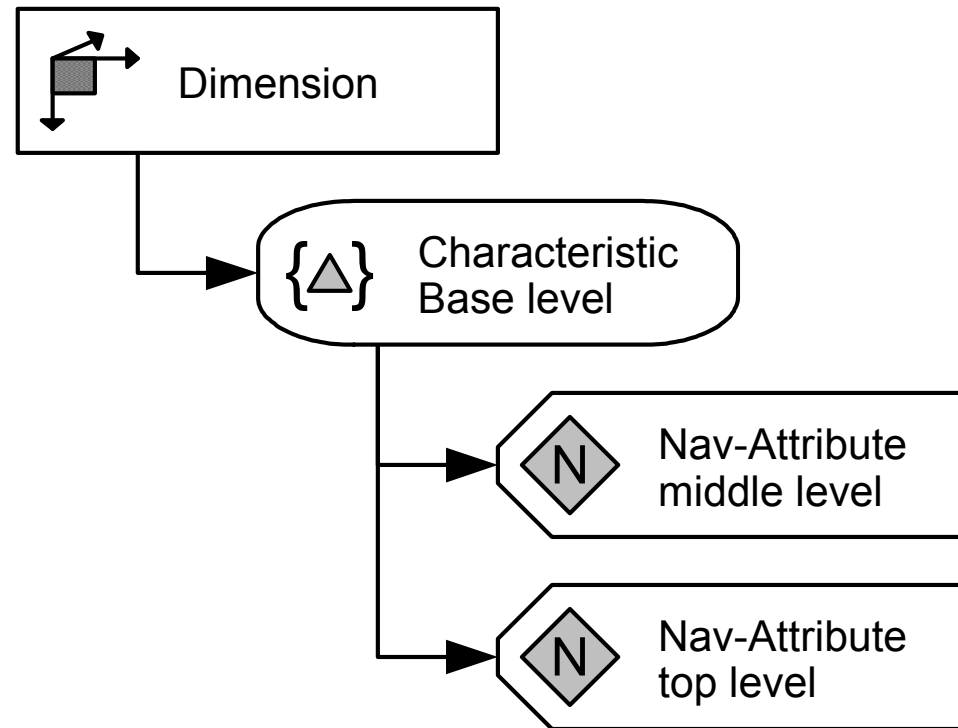 Dimension
{ }
Characteristic
Base level
N
Nav-Attribute
middle level
N
Nav-Attribute
top level